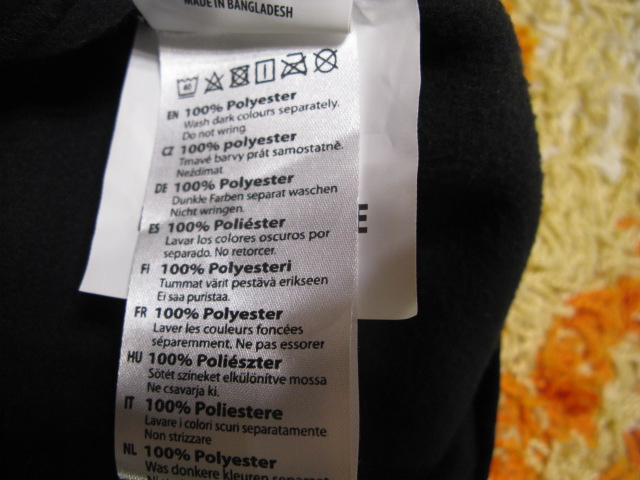 MADE IN BANGLADESH
40
EN 100% Polyester
Wash dark colours separately.
Do not wring.
CZ 100% polyester
Tmavé barvy prát samostatně.
Neždímat
DE 100% Polyester
Dunkle Farben separat waschen
Nicht wringen.
ES 100% Poliéster
Lavar los colores oscuros por
separado. No retorcer.
FI 100% Polyesteri
Tummat värit pestävä erikseen
Ei saa puristaa.
FR 100% Polyester
Laver les couleurs foncées
séparemment. Ne pas essorer
HU 100% Poliészter
Sötét színeket elkülönítve mossa
Ne csavarja ki.
IT 100% Poliestere
Lavare i colori scuri separatamente
Non strizzare
NL 100% Polyester
Was donkere kleuren separaat
E